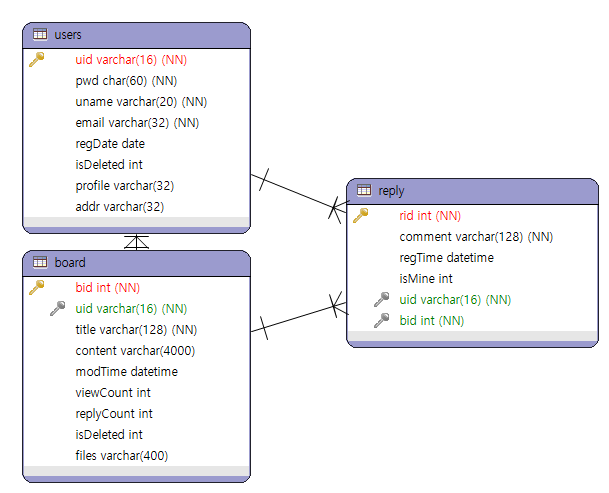 users
uid varchar(16) (NN)
pwd char(60) (NN)
uname varchar(20) (NN)
email varchar(32) (NN)
regDate date
isDeleted int
profile varchar(32)
addr varchar(32)
board
bid int (NN)
uid varchar(16) (NN)
title varchar(128) (NN)
content varchar(4000)
modTime datetime
viewCount int
replyCount int
isDeleted int
files varchar(400)
reply
rid int (NN)
comment varchar(128) (NN)
regTime datetime
isMine int
uid varchar(16) (NN)
bid int (NN)